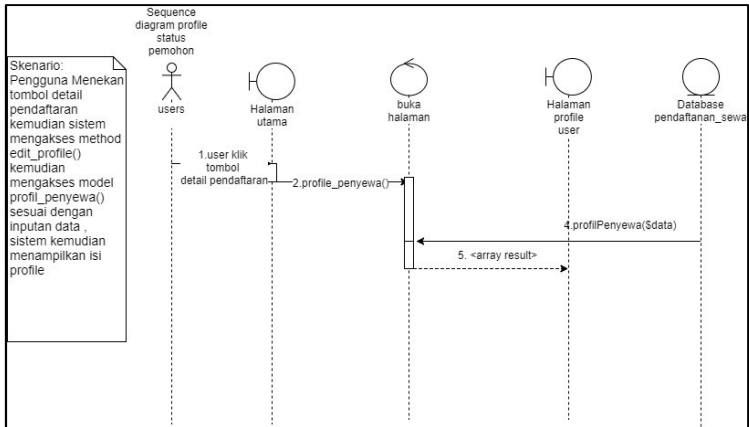 Sequence
diagram profile
status
pemohon
Skenario:
Pengguna Menekan
tombol detail
pendaftaran
kemudian sistem
mengakses method
edit_profile()
kemudian
mengakses model
profil_penyewa()
sesuai dengan
inputan data ,
sistem kemudian
menampilkan isi
profile
users
Halaman
utama
buka
halaman
Halaman
profile
user
Database
pendaftanan_sewa
1.user klik
tombol
detail pendaftaran
2.profile_penyewa()
4.profilPenyewa($data)
5. <array result>